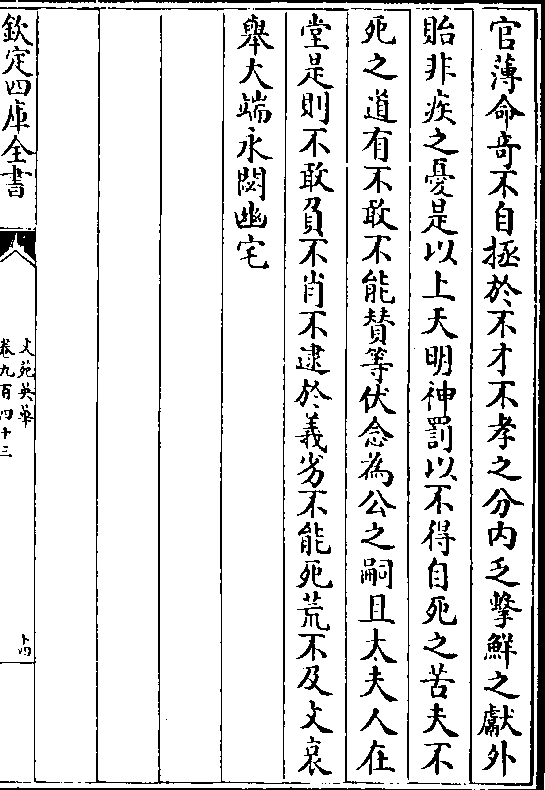 官薄命竒不自拯於不才不孝之分内乏擊鮮之獻外
貽非疾之憂是以上天明神罰以不得自死之苦夫不
死之道有不敢不能賛等伏念為公之嗣且太夫人在
堂是則不敢負不肖不逮於義劣不能死荒不及文哀
舉大端永閟幽宅
欽定四庫全書
文苑英華
卷九百四十三
十四